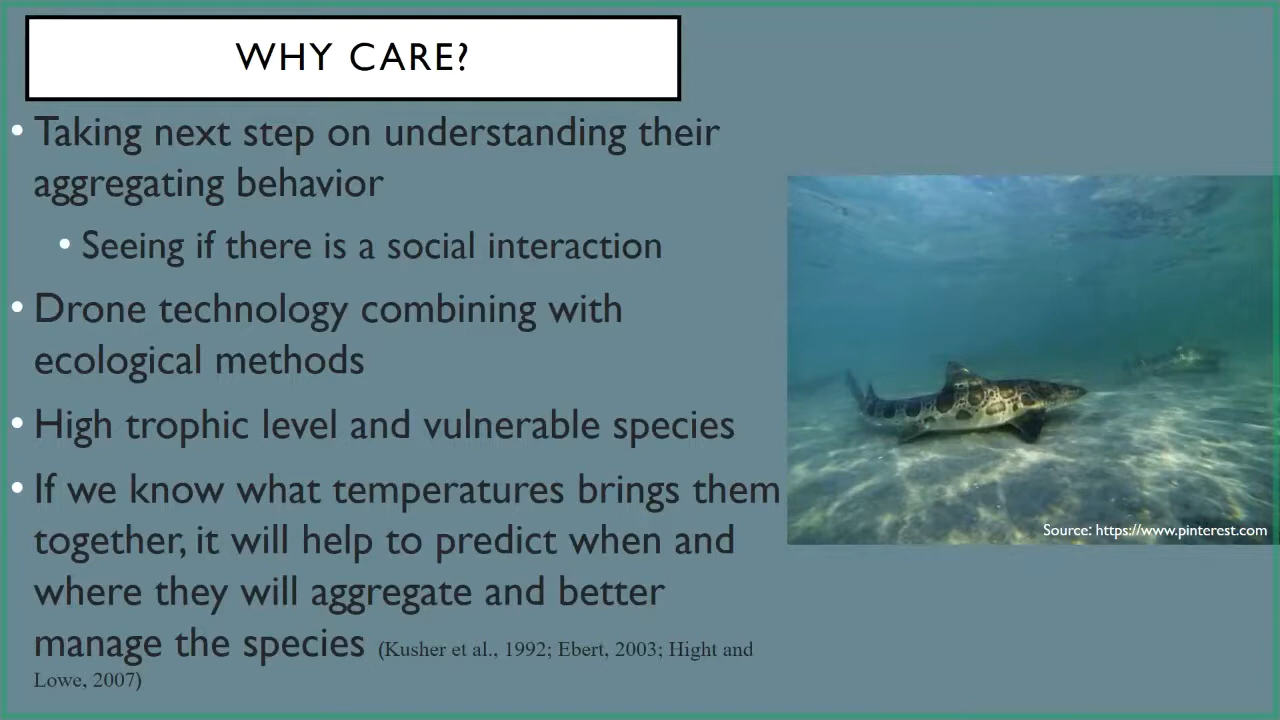 WHY CARE?
• Taking next step on understanding their
aggregating behavior
• Seeing if there is a social interaction
• Drone technology combining with
ecological methods
• High trophic level and vulnerable species
• If we know what temperatures brings them
together, it will help to predict when and
where they will aggregate and better
manage the species (Kusher et al., 1992; Ebert, 2003; Hight and
Lowe, 2007)
Source: https://www.pinterest.com